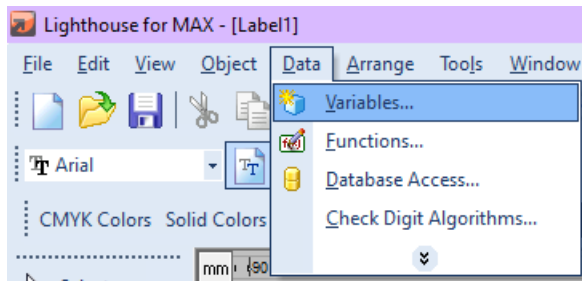 Lighthouse for MAX - [Label1]
File Edit View Object Data Arrange Tools Window
Variables...
Functions...
Arial
Database Access...
CMYK Colors Solid Colors
Check Digit Algorithms...
mm